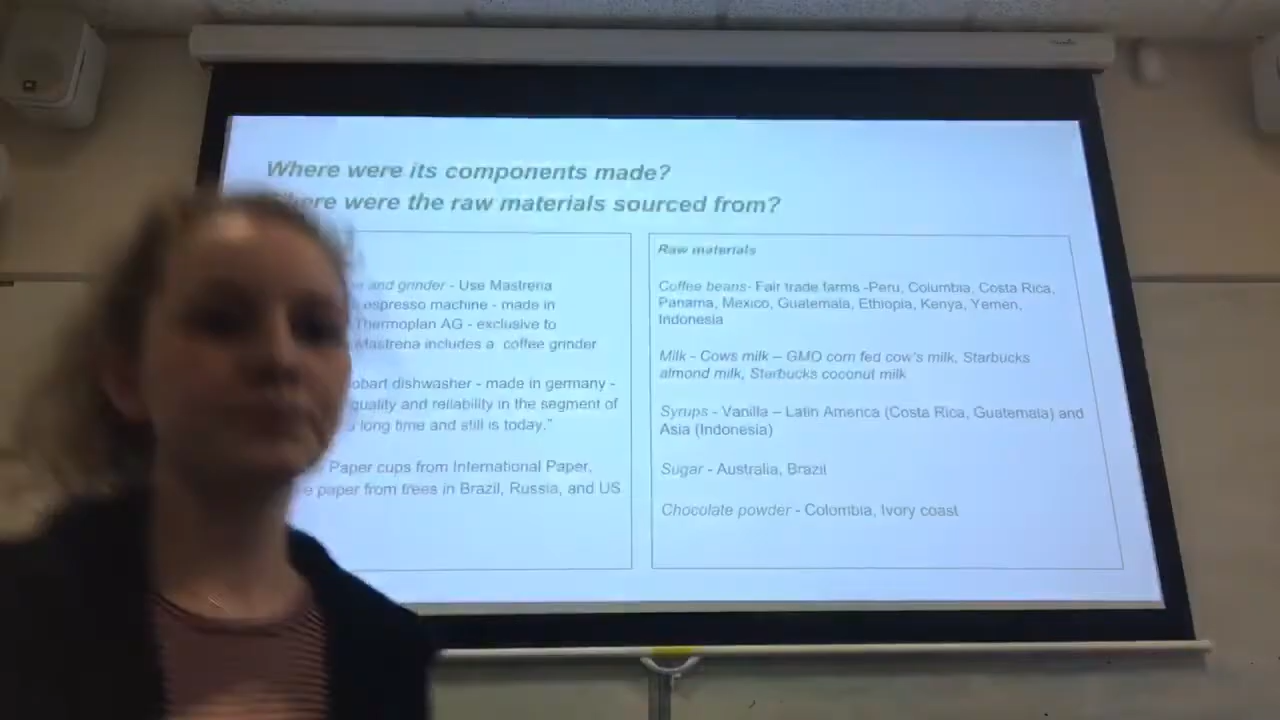 Where were its components made?
were the raw materials sourced from?
and grinder - Use Mastrena
espresso machine - made in
Thermoplan AG - exclusive to
Mastrena includes a coffee grinder
dishwasher - made in germany -
quality and reliability in the segment of
long time and still is today."
- Paper cups from International Paper,
paper from trees in Brazil, Russia, and US
Raw materials
Coffee beans- Fair trade farms -Peru, Columbia, Costa Rica,
Panama, Mexico, Guatemala, Ethiopia, Kenya, Yemen,
Indonesia
Milk - Cows milk – GMO corn fed cow's milk, Starbucks
almond milk, Starbucks coconut milk
Syrups - Vanilla – Latin America (Costa Rica, Guatemala) and
Asia (Indonesia)
Sugar - Australia, Brazil
Chocolate powder - Colombia, Ivory coast